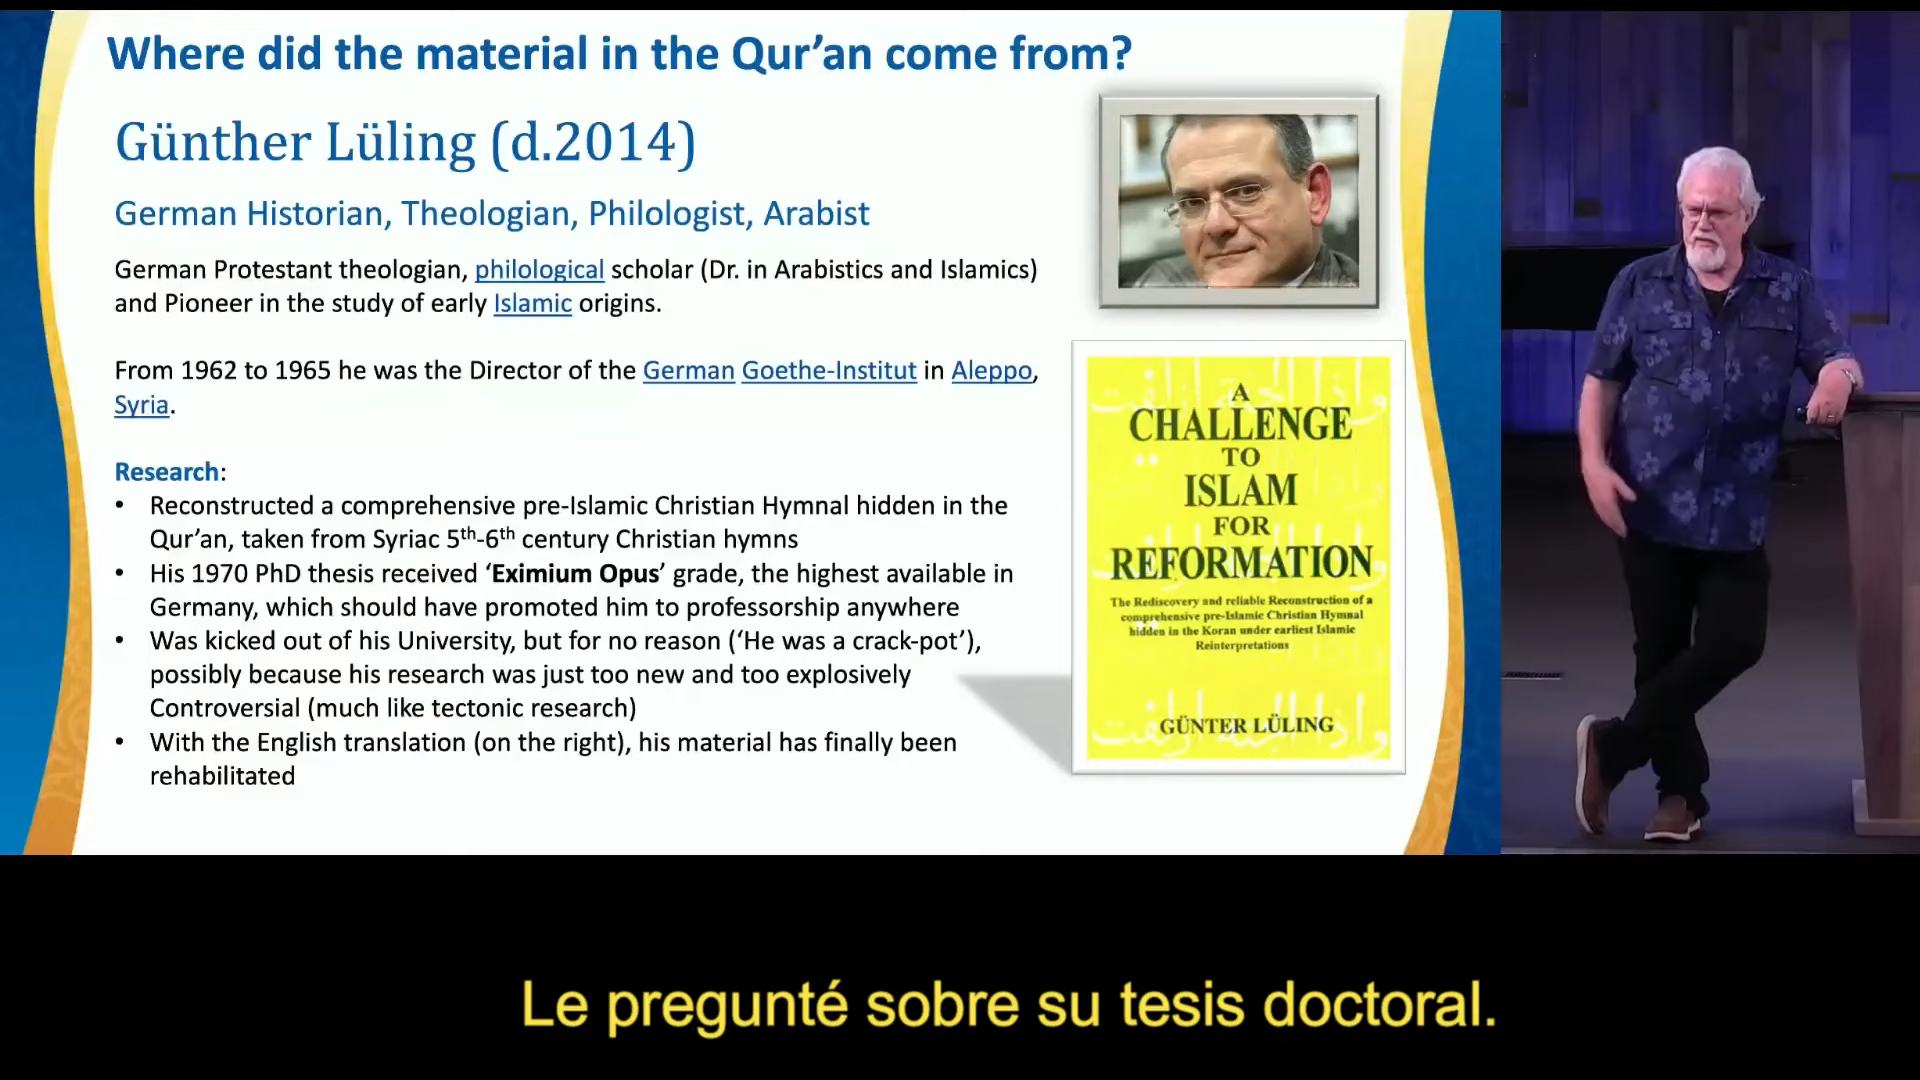 Where did the material in the Qur’an come from?
Günther Lüling (d.2014)
German Historian, Theologian, Philologist, Arabist
German Protestant theologian, philological scholar (Dr. in Arabistics and Islamics)
and Pioneer in the study of early Islamic origins.
From 1962 to 1965 he was the Director of the German Goethe-Institut in Aleppo,
Syria.
Research:
• Reconstructed a comprehensive pre-Islamic Christian Hymnal hidden in the
Qur’an, taken from Syriac 5th-6th century Christian hymns
• His 1970 PhD thesis received ‘Eximium Opus’ grade, the highest available in
Germany, which should have promoted him to professorship anywhere
• Was kicked out of his University, but for no reason (‘He was a crack-pot’),
possibly because his research was just too new and too explosively
Controversial (much like tectonic research)
• With the English translation (on the right), his material has finally been
rehabilitated
A
CHALLENGE
TO
ISLAM
FOR
REFORMATION
The Rediscovery and reliable Reconstruction of a
comprehensive pre-Islamic Christian Hymnal
hidden in the Koran under earliest Islamic
Reinterpretations
GÜNTER LÜLING
Le pregunté sobre su tesis doctoral.